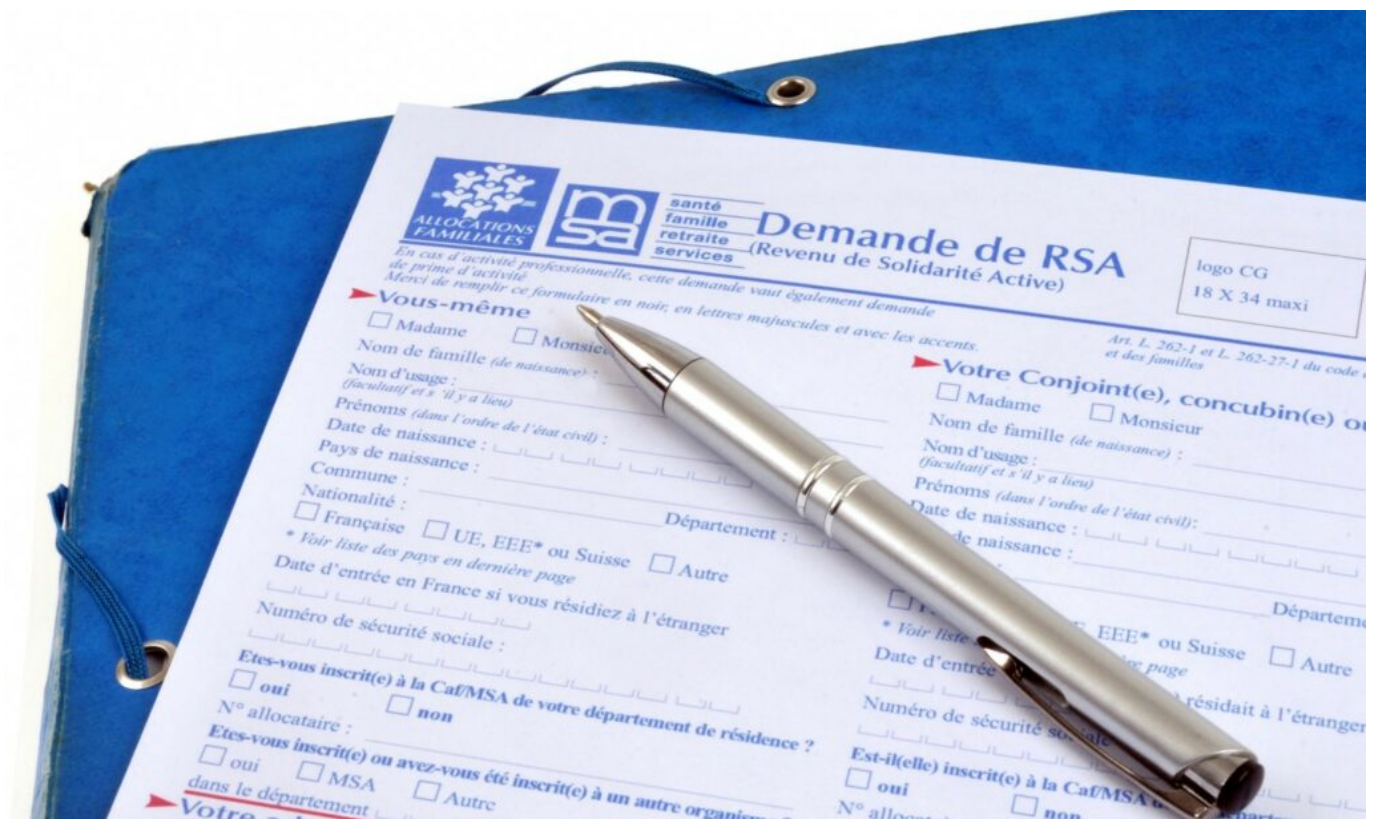 ALLOCATIONS
FAMILIALES
msa
santé
famille
retraite
services
Demande de RSA
(Revenu de Solidarité Active)
logo CG
18 X 34 maxi
En cas d'activité professionnelle, cette demande vaut également demande
de prime d'activité
Merci de remplir ce formulaire en noir, en lettres majuscules et avec les accents.
Art. L. 262-1 et L. 262-27-1 du code
et des familles
Vous-même
Madame
Nom de famille (de naissance) :
Nom d'usage :
(facultatif et s'il y a lieu)
Prénoms (dans l'ordre de l'état civil) :
Date de naissance :
Pays de naissance :
Commune :
Département :
Nationalité :
Française UE, EEE* ou Suisse Autre
* Voir liste des pays en dernière page
Date d'entrée en France si vous résidiez à l'étranger
Numéro de sécurité sociale :
Etes-vous inscrit(e) à la Caf/MSA de votre département de résidence ?
oui non
N° allocataire :
Etes-vous inscrit(e) ou avez-vous été inscrit(e) à un autre organisme ?
oui MSA Autre
dans le département
Votre
Votre Conjoint(e), concubin(e)
Madame Monsieur
Nom de famille (de naissance) :
Nom d'usage :
(facultatif et s'il y a lieu)
Prénoms (dans l'ordre de l'état civil):
Date de naissance :
de naissance :
EEE* ou Suisse Autre
* Voir liste page
Date d'entrée résidait à l'étranger
Numéro de sécurité sociale
Est-il(elle) inscrit(e) à la Caf/MSA
oui non